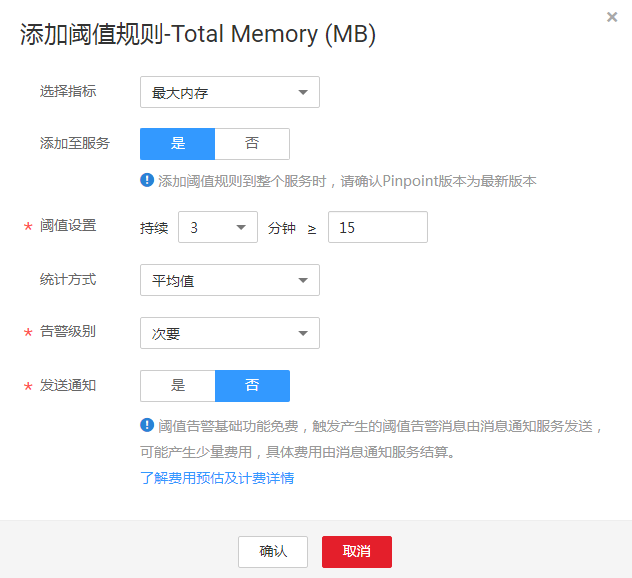 添加阈值规则-Total Memory (MB)
选择指标 最大内存
添加至服务 是 否
添加阈值规则到整个服务时，请确认Pinpoint版本为最新版本
* 阈值设置 持续 3 分钟 ≥ 15
统计方式 平均值
* 告警级别 次要
* 发送通知 是 否
阈值告警基础功能免费，触发产生的阈值告警消息由消息通知服务发送，
可能产生少量费用，具体费用由消息通知服务结算。
了解费用预估及计费详情
确认 取消